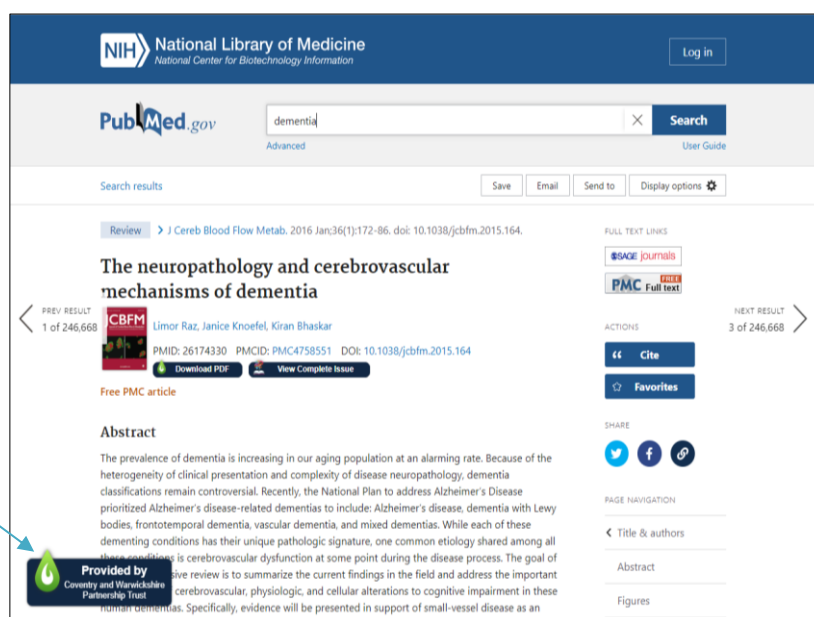 NIH National Library of Medicine
National Center for Biotechnology Information
Log in
PubMed.gov
dementia
Search
Advanced
User Guide
Search results
Save
Email
Send to
Display options
Review
J Cereb Blood Flow Metab. 2016 Jan;36(1):172-86. doi: 10.1038/jcbfm.2015.164.
The neuropathology and cerebrovascular
mechanisms of dementia
PREV RESULT
1 of 246,668
JCBFM
Limor Raz, Janice Knoefel, Kiran Bhaskar
PMID: 26174330 PMCID: PMC4758551 DOI: 10.1038/jcbfm.2015.164
Download PDF
View Complete Issue
Free PMC article
Abstract
The prevalence of dementia is increasing in our aging population at an alarming rate. Because of the
heterogeneity of clinical presentation and complexity of disease neuropathology, dementia
classifications remain controversial. Recently, the National Plan to address Alzheimer's Disease
prioritized Alzheimer's disease-related dementias to include: Alzheimer's disease, dementia with Lewy
bodies, frontotemporal dementia, vascular dementia, and mixed dementias. While each of these
dementing conditions has their unique pathologic signature, one common etiology shared among all
these conditions is cerebrovascular dysfunction at some point during the disease process. The goal of
sive review is to summarize the current findings in the field and address the important
cerebrovascular, physiologic, and cellular alterations to cognitive impairment in these
human dementias. Specifically, evidence will be presented in support of small-vessel disease as an
Provided by
Coventry and Warwickshire
Partnership Trust
FULL TEXT LINKS
SAGE journals
PMC FREE Full text
NEXT RESULT
3 of 246,668
ACTIONS
Cite
Favorites
SHARE
PAGE NAVIGATION
Title & authors
Abstract
Figures